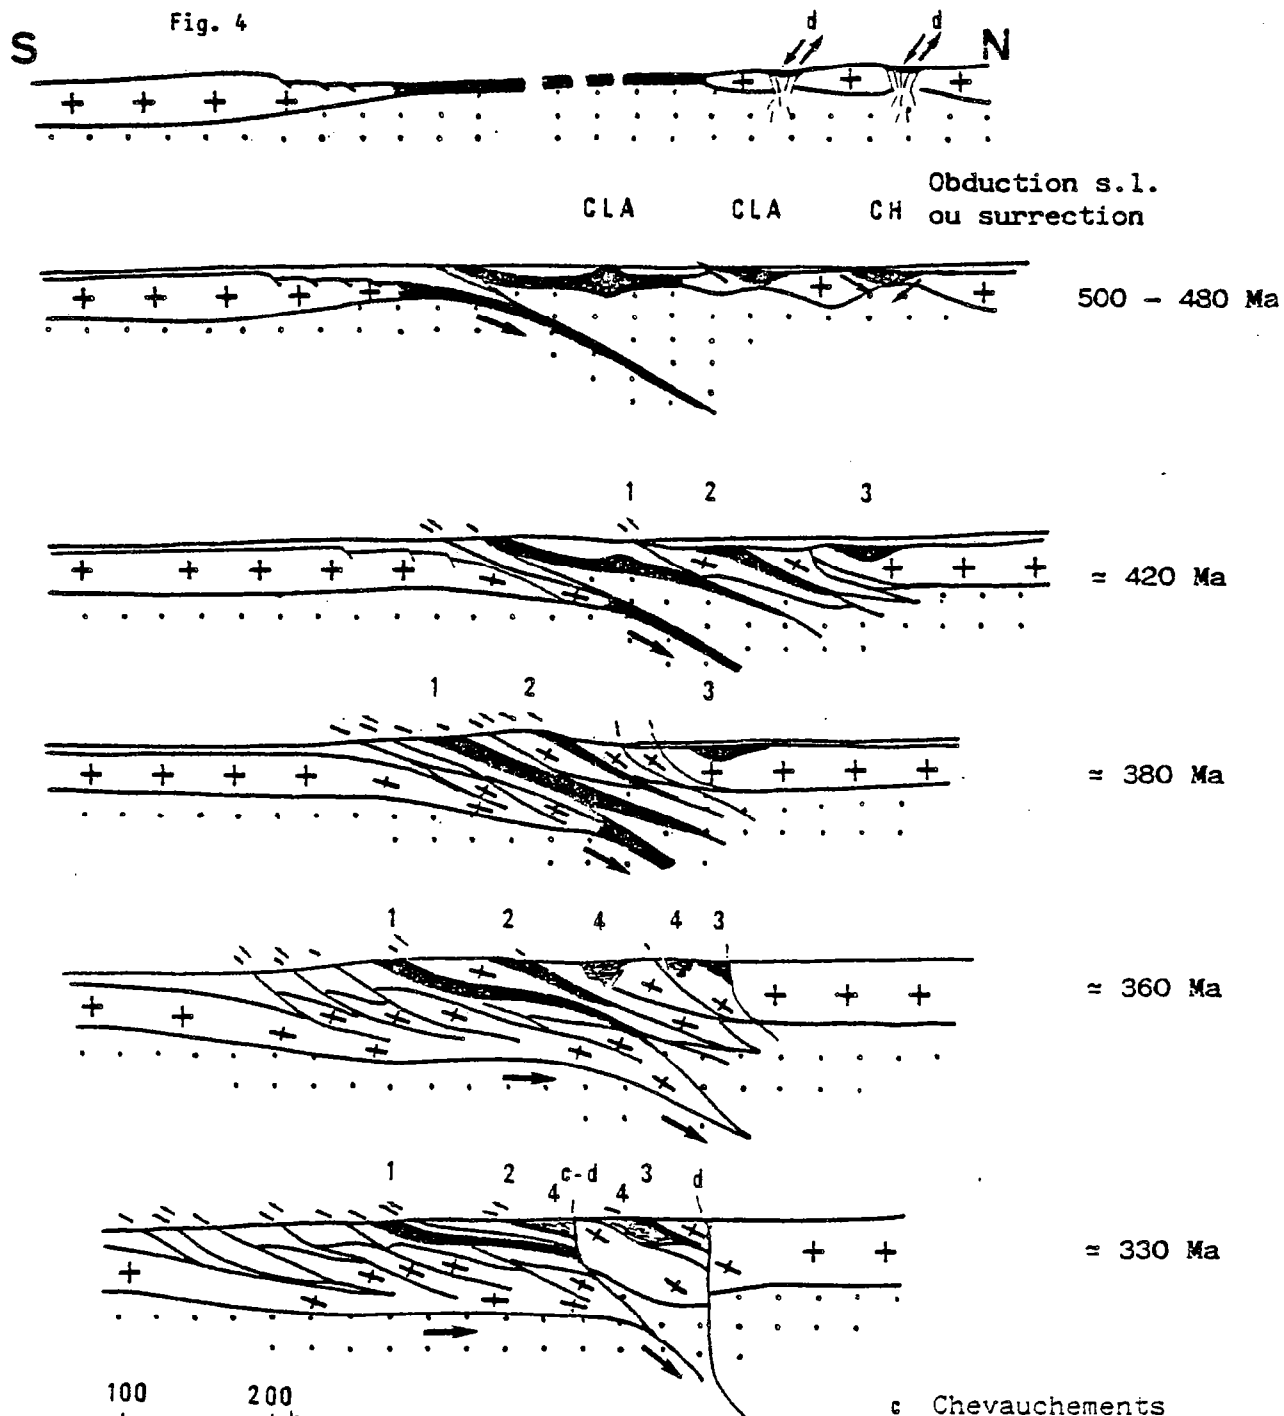 Fig. 4
S
d d
N
CLA CLA CH
Obduction s.l.
ou surrection
500 - 480 Ma
1 2 3
≃ 420 Ma
1 2 3
≃ 380 Ma
1 2 4 4 3
≃ 360 Ma
1 2 c-d 3 d
4 4
≃ 330 Ma
100 200
c Chevauchements